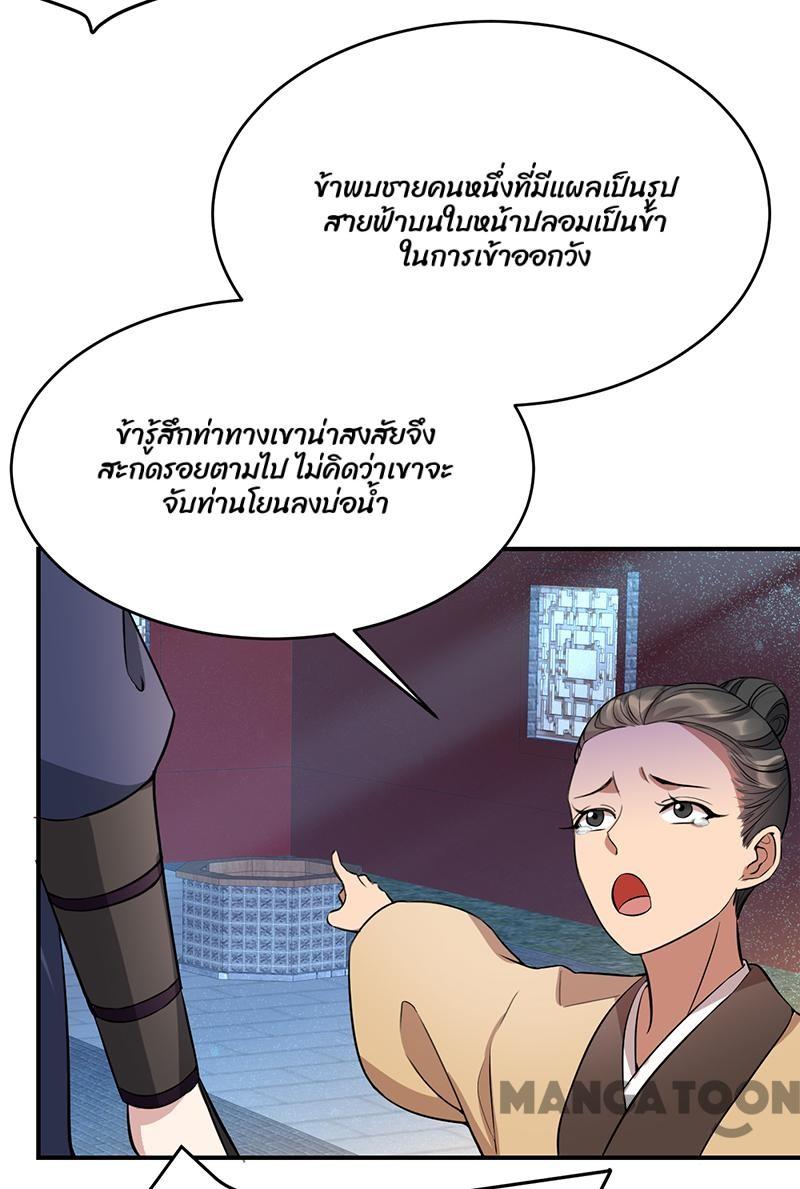 ข้าพบชายคนหนึ่งที่มีแผลเป็นรูป
สายฟ้าบนใบหน้าปลอมเป็นข้า
ในการเข้าออกวัง
ข้ารู้สึกท่าทางเขาน่าสงสัยจึง
สะกดรอยตามไป ไม่คิดว่าเขาจะ
จับท่านโยนลงบ่อน้ำ
MANGATOON